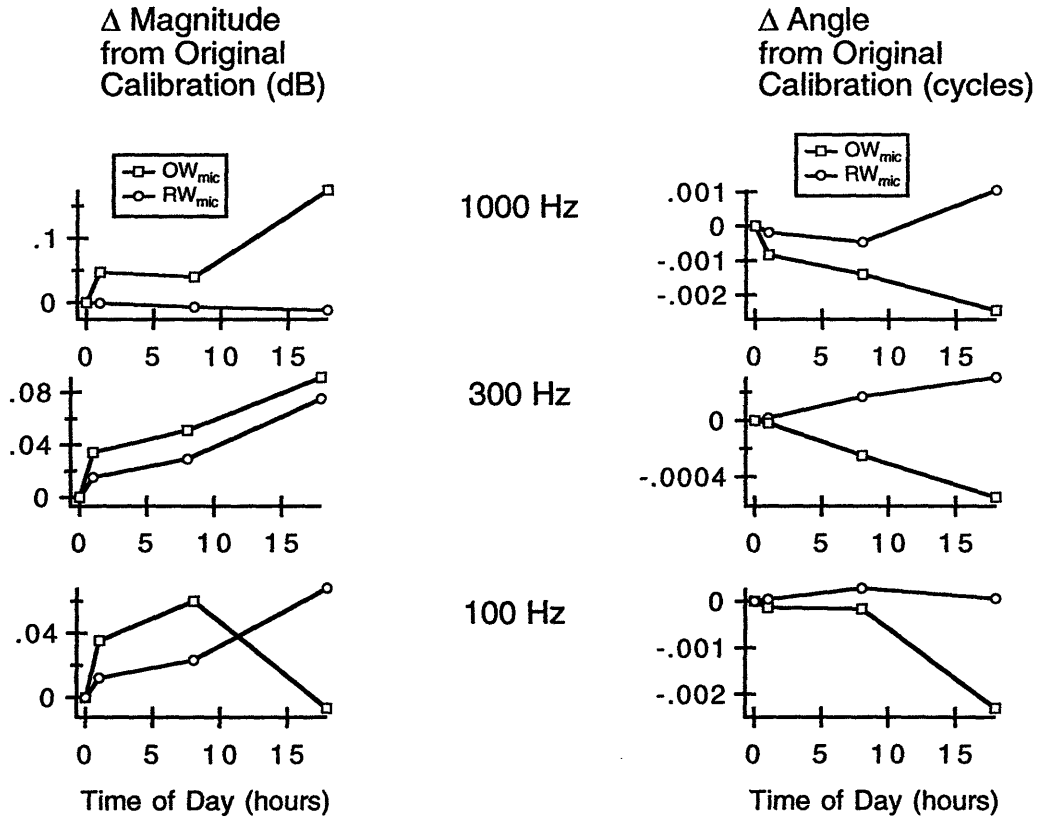 Δ Magnitude
from Original
Calibration (dB)
Δ Angle
from Original
Calibration (cycles)
OWmic
RWmic
.1
0
0 5 10 15
1000 Hz
OWmic
RWmic
.001
0
-.001
-.002
0 5 10 15
.08
.04
0
0 5 10 15
300 Hz
0
-.0004
0 5 10 15
.04
0
0 5 10 15
Time of Day (hours)
100 Hz
0
-.001
-.002
0 5 10 15
Time of Day (hours)